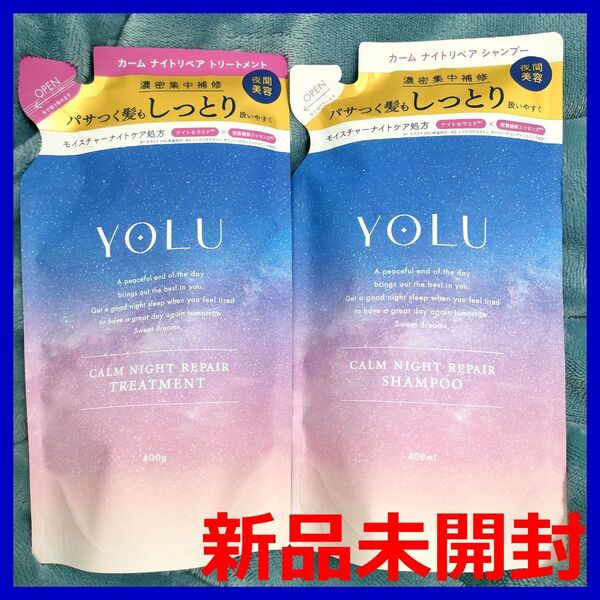 カーム ナイトリペア トリートメント
OPEN
濃密集中補修
夜間
美容
パサつく髪もしっとり扱いやすく
モイスチャーナイトケア処方
ナイトセラミド
×
YOLU
A peaceful end of the day
brings out the best in you.
Get a good night sleep when you feel tired
to have a great day again tomorrow.
Sweet dreams.
CALM NIGHT REPAIR
TREATMENT
400g
カーム ナイトリペア シャンプー
OPEN
濃密集中補修
夜間
美容
パサつく髪もしっとり扱いやすく
モイスチャーナイトケア処方
ナイトセラミド
×
YOLU
A peaceful end of the day
brings out the best in you.
Get a good night sleep when you feel tired
to have a great day again tomorrow.
Sweet dreams.
CALM NIGHT REPAIR
SHAMPOO
400ml
新品未開封